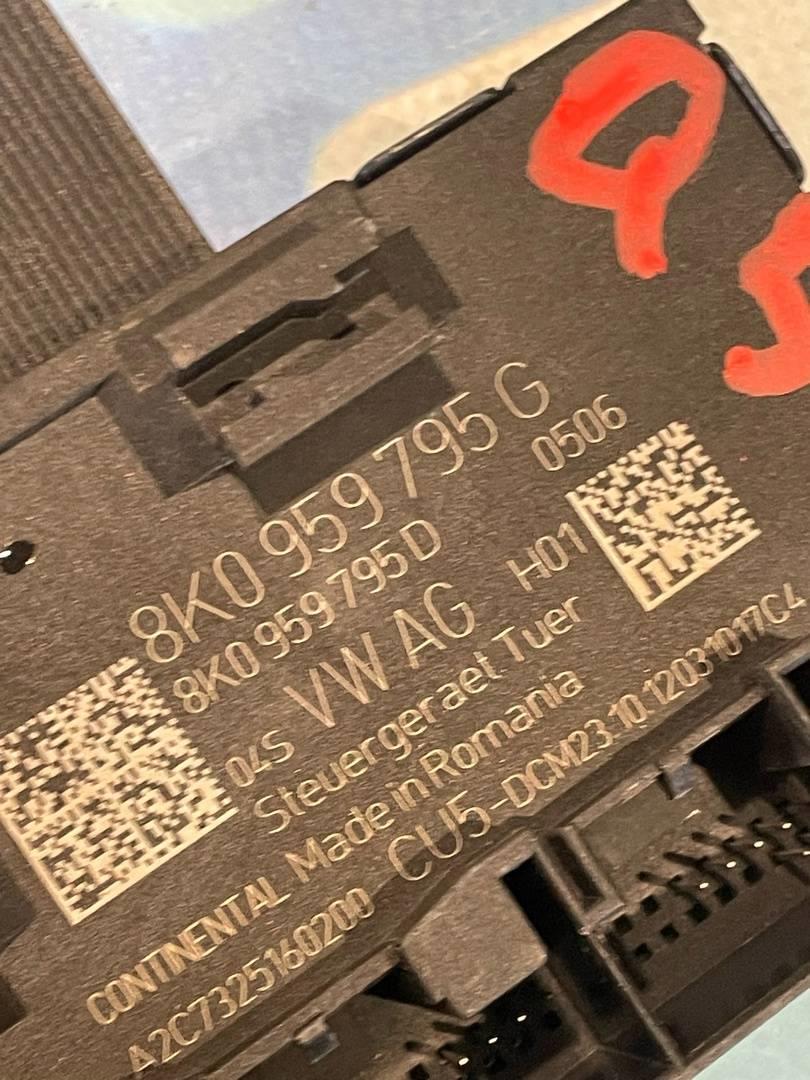 Q5
8K0 959 795 G
8K0 959 795 D 0506
04S VW AG H01
Steuergeraet Tuer
CONTINENTAL Made in Romania
A2C7325160200 CU5-DCM23.10 12031017C4